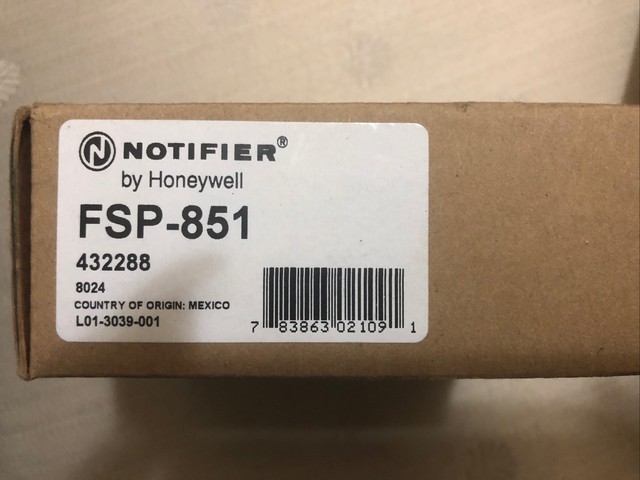 N NOTIFIER®
by Honeywell
FSP-851
432288
8024
COUNTRY OF ORIGIN: MEXICO
L01-3039-001
7 83863 02109 1